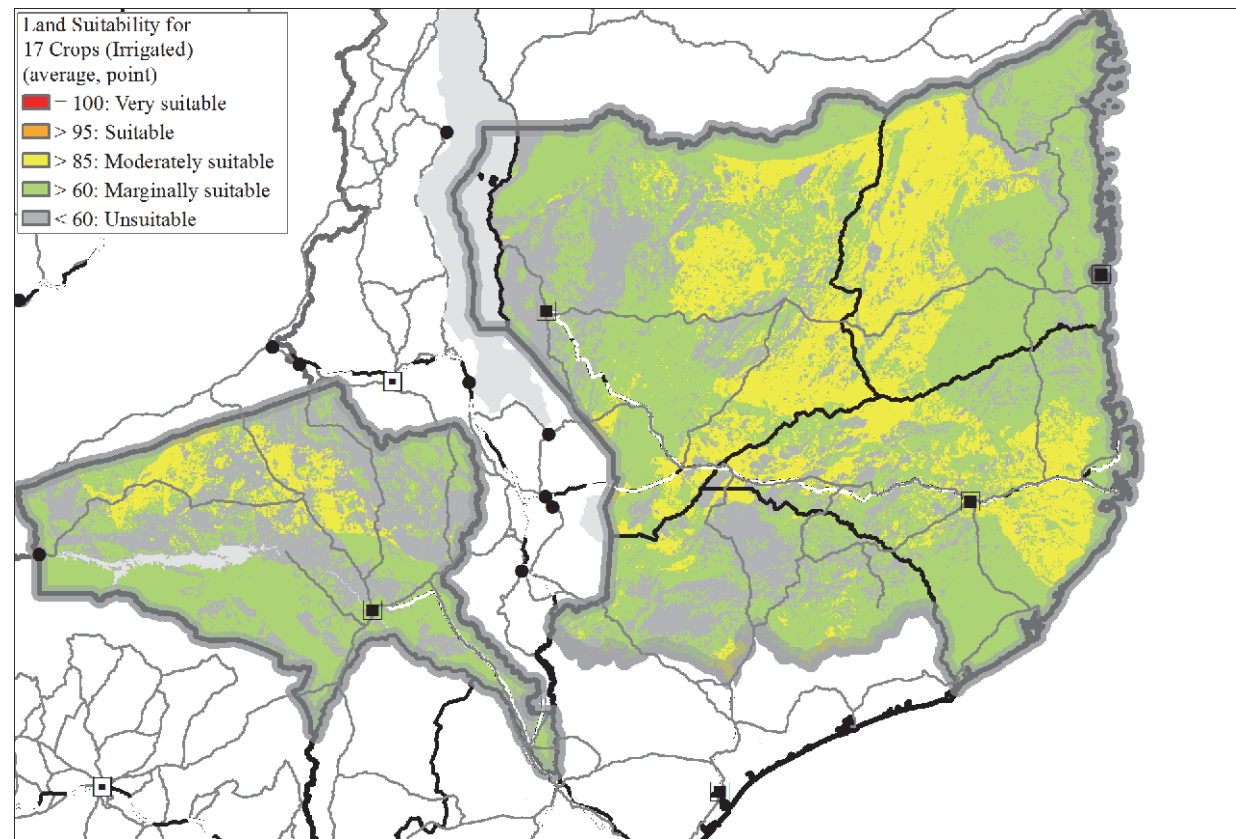 Land Suitability for
17 Crops (Irrigated)
(average, point)
= 100: Very suitable
> 95: Suitable
> 85: Moderately suitable
> 60: Marginally suitable
< 60: Unsuitable